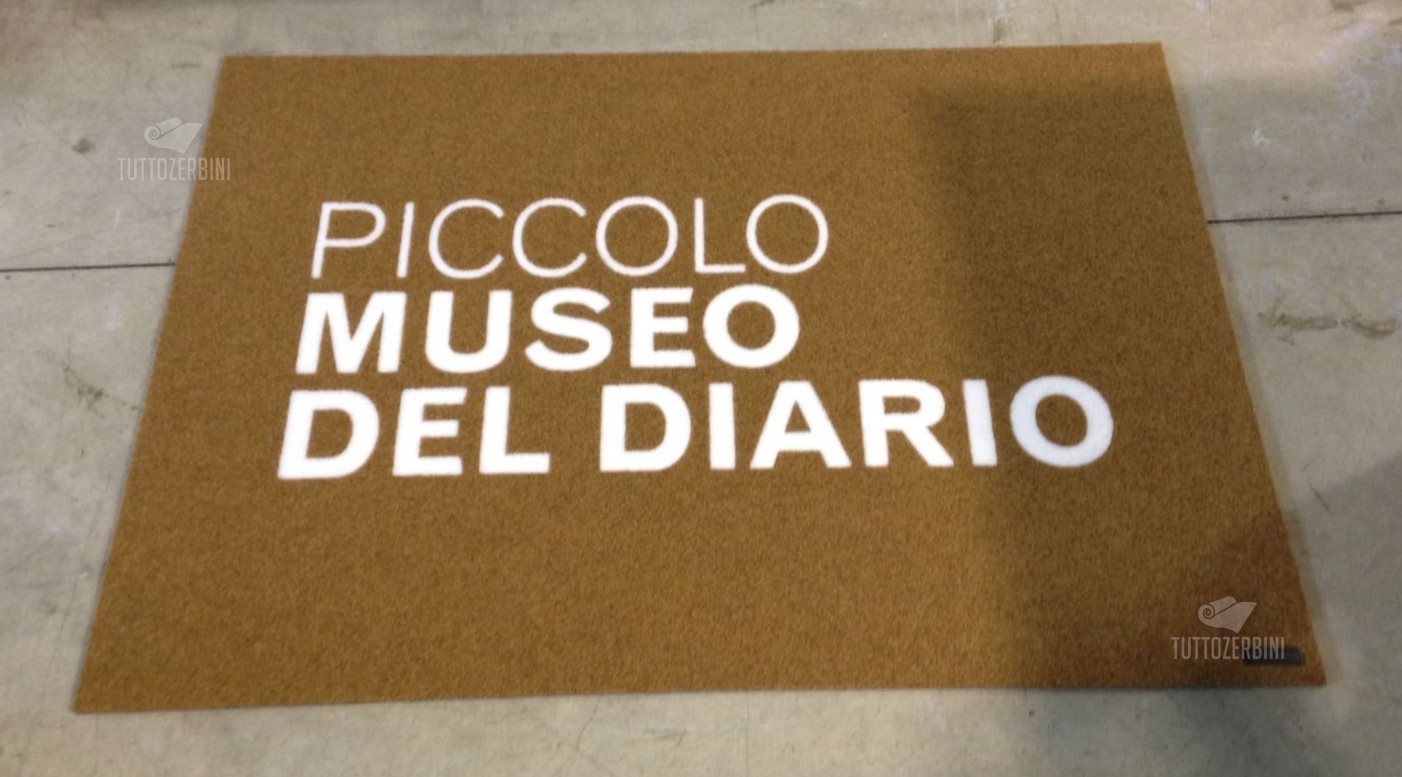 TUTTOZERBINI
PICCOLO
MUSEO
DEL DIARIO
TUTTOZERBINI